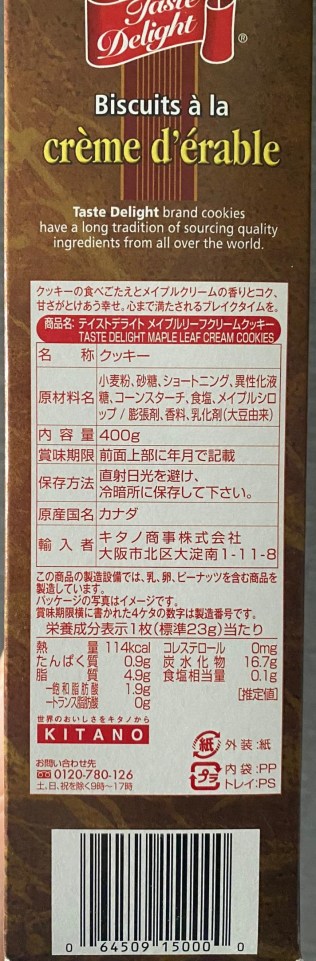 Taste
Delight
®
Biscuits à la
crème d'érable
Taste Delight brand cookies
have a long tradition of sourcing quality
ingredients from all over the world.
クッキーの食べごたえとメイプルクリームの香りとコク、
甘さがとけあう幸せ。心まで満たされるブレイクタイムを。
商品名: テイストデライト メイプルリーフクリームクッキー
TASTE DELIGHT MAPLE LEAF CREAM COOKIES
名 称 クッキー
原材料名 小麦粉、砂糖、ショートニング、異性化液
糖、コーンスターチ、食塩、メイプルシロ
ップ / 膨張剤、香料、乳化剤(大豆由来)
内容量 400g
賞味期限 前面上部に年月で記載
保存方法 直射日光を避け、
冷暗所に保存して下さい。
原産国名 カナダ
輸入者 キタノ商事株式会社
大阪市北区大淀南1-11-8
この商品の製造設備では、乳、卵、ピーナッツを含む商品を
製造しています。
パッケージの写真はイメージです。
賞味期限横に書かれた4ケタの数字は製造番号です。
栄養成分表示1枚(標準23g)当たり
熱量 114kcal コレステロール 0mg
たんぱく質 0.9g 炭水化物 16.7g
脂質 4.9g 食塩相当量 0.1g
-飽和脂肪酸 1.9g [推定値]
-トランス脂肪酸 0g
世界のおいしさをキタノから
KITANO
紙 外装:紙
お問い合わせ先
0120-780-126
土、日、祝を除く9時〜17時
プラ 内袋:PP
トレイ:PS
0 64509 15000 0